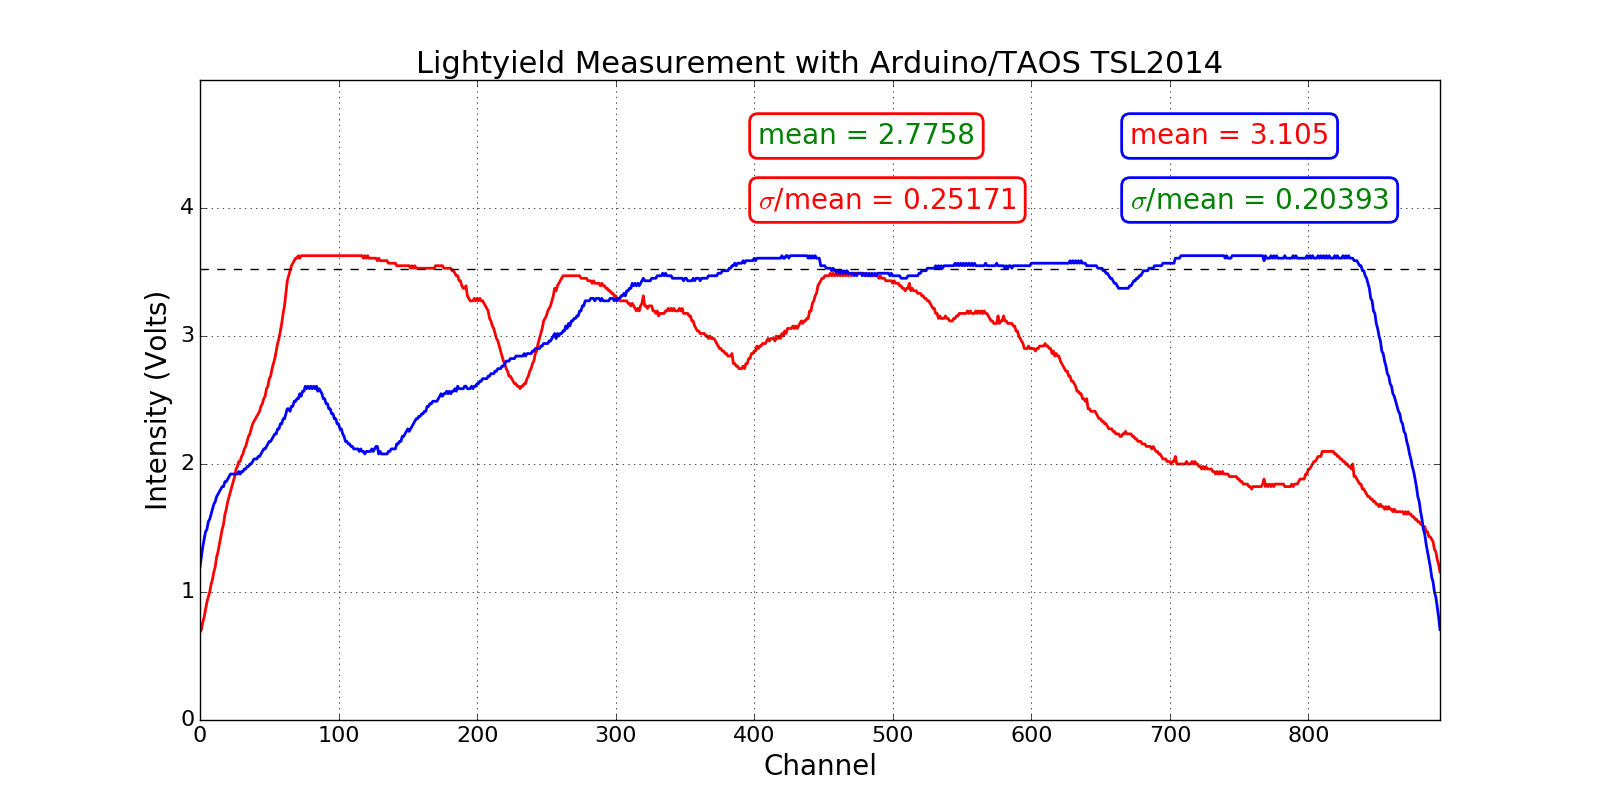 Lightyield Measurement with Arduino/TAOS TSL2014
mean = 2.7758
mean = 3.105
σ/mean = 0.25171
σ/mean = 0.20393
Intensity (Volts)
4
3
2
1
0
0 100 200 300 400 500 600 700 800
Channel